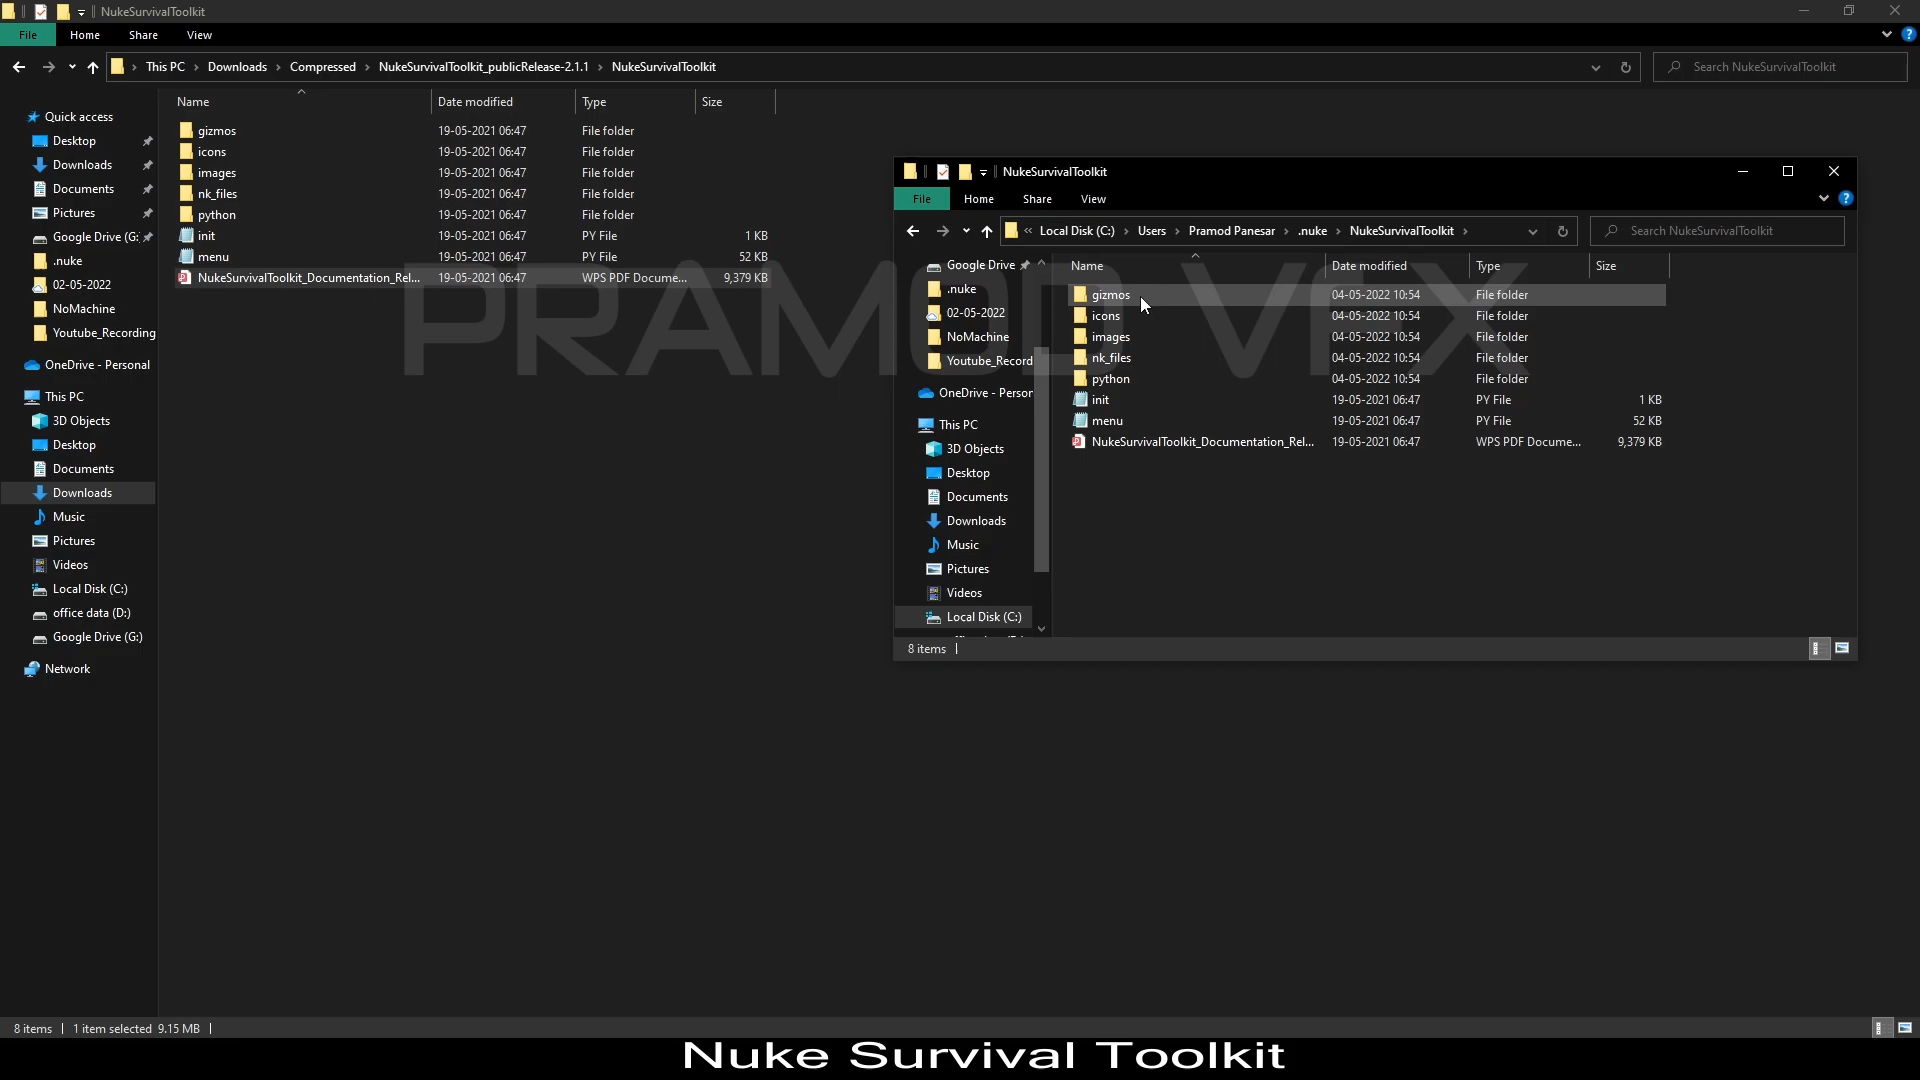 NukeSurvivalToolkit
File Home Share View
This PC > Downloads > Compressed > NukeSurvivalToolkit_publicRelease-2.1.1 > NukeSurvivalToolkit
Search NukeSurvivalToolkit
Name Date modified Type Size
Quick access
Desktop
Downloads
Documents
Pictures
Google Drive (G:
.nuke
02-05-2022
NoMachine
Youtube_Recording
OneDrive - Personal
This PC
3D Objects
Desktop
Documents
Downloads
Music
Pictures
Videos
Local Disk (C:)
office data (D:)
Google Drive (G:)
Network
gizmos 19-05-2021 06:47 File folder
icons 19-05-2021 06:47 File folder
images 19-05-2021 06:47 File folder
nk_files 19-05-2021 06:47 File folder
python 19-05-2021 06:47 File folder
init 19-05-2021 06:47 PY File 1 KB
menu 19-05-2021 06:47 PY File 52 KB
NukeSurvivalToolkit_Documentation_Rel... 19-05-2021 06:47 WPS PDF Docume... 9,379 KB
NukeSurvivalToolkit
File Home Share View
« Local Disk (C:) > Users > Pramod Panesar > .nuke > NukeSurvivalToolkit >
Search NukeSurvivalToolkit
Name Date modified Type Size
Google Drive
.nuke
02-05-2022
NoMachine
Youtube_Record
OneDrive - Person
This PC
3D Objects
Desktop
Documents
Downloads
Music
Pictures
Videos
Local Disk (C:)
gizmos 04-05-2022 10:54 File folder
icons 04-05-2022 10:54 File folder
images 04-05-2022 10:54 File folder
nk_files 04-05-2022 10:54 File folder
python 04-05-2022 10:54 File folder
init 19-05-2021 06:47 PY File 1 KB
menu 19-05-2021 06:47 PY File 52 KB
NukeSurvivalToolkit_Documentation_Rel... 19-05-2021 06:47 WPS PDF Docume... 9,379 KB
8 items
PRAMOD VFX
8 items 1 item selected 9.15 MB
Nuke Survival Toolkit